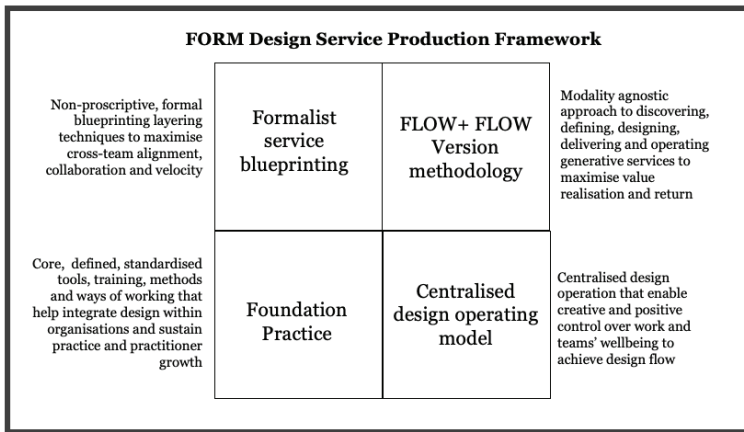 FORM Design Service Production Framework
Non-proscriptive, formal
blueprinting layering
techniques to maximise
cross-team alignment,
collaboration and velocity
Formalist
service
blueprinting
FLOW+ FLOW
Version
methodology
Modality agnostic
approach to discovering,
defining, designing,
delivering and operating
generative services to
maximise value
realisation and return
Core, defined, standardised
tools, training, methods
and ways of working that
help integrate design within
organisations and sustain
practice and practitioner
growth
Foundation
Practice
Centralised
design operating
model
Centralised design
operation that enable
creative and positive
control over work and
teams’ wellbeing to
achieve design flow